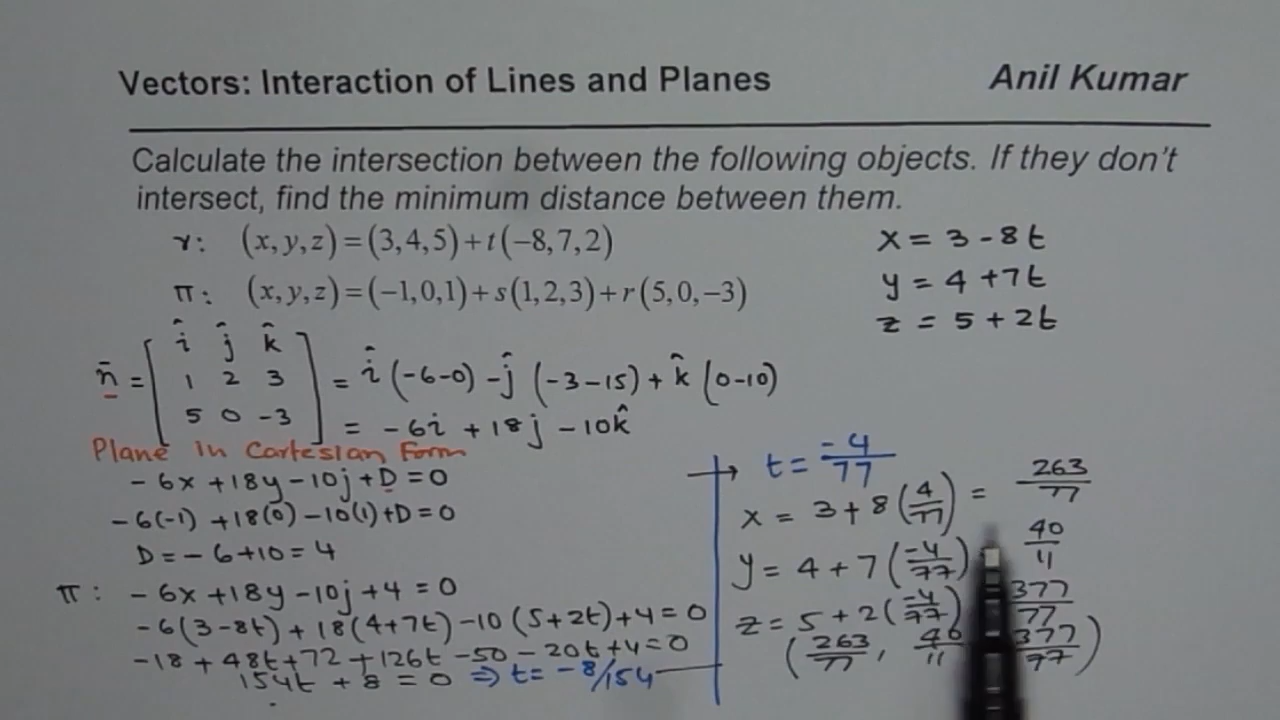 Vectors: Interaction of Lines and Planes Anil Kumar
Calculate the intersection between the following objects. If they don't
intersect, find the minimum distance between them.
r: (x,y,z)=(3,4,5)+t(−8,7,2)
π: (x,y,z)=(−1,0,1)+s(1,2,3)+r(5,0,−3)
x = 3 - 8t
y = 4 + 7t
z = 5 + 2t
î ĵ k̂
n̄ = [ 1 2 3 ] = î (-6-0) - ĵ (-3-15) + k̂ (0-10)
5 0 -3
= -6i + 18j - 10k̂
Plane in Cartesian Form
-6x + 18y - 10j + D = 0
-6(-1) + 18(0) - 10(1) + D = 0
D = -6 + 10 = 4
π: -6x + 18y - 10j + 4 = 0
-6(3-8t) + 18(4+7t) - 10(5+2t) + 4 = 0
-18 + 48t + 72 + 126t - 50 - 20t + 4 = 0
154t + 8 = 0 ⇒ t = -8/154
→ t = -4/77
x = 3 + 8(4/77) = 263/77
y = 4 + 7(-4/77) 40/11
z = 5 + 2(-4/77) 377/77
(263/77, 40/11 377/77)